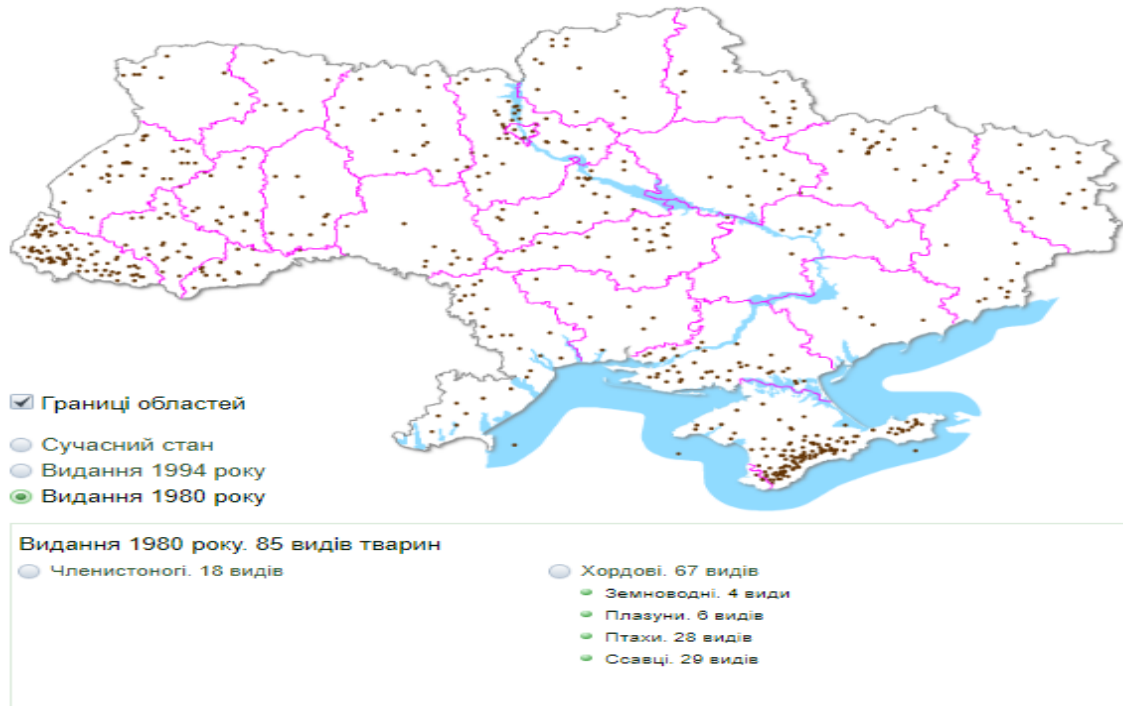 Границі областей
Сучасний стан
Видання 1994 року
Видання 1980 року
Видання 1980 року. 85 видів тварин
Членистоногі. 18 видів
Хордові. 67 видів
Земноводні. 4 види
Плазуни. 6 видів
Птахи. 28 видів
Ссавці. 29 видів